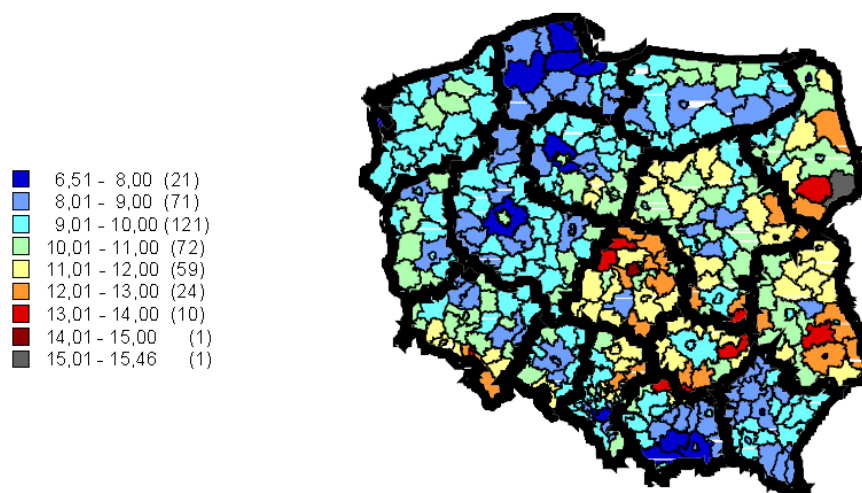 6,51 - 8,00 (21)
8,01 - 9,00 (71)
9,01 - 10,00 (121)
10,01 - 11,00 (72)
11,01 - 12,00 (59)
12,01 - 13,00 (24)
13,01 - 14,00 (10)
14,01 - 15,00 (1)
15,01 - 15,46 (1)